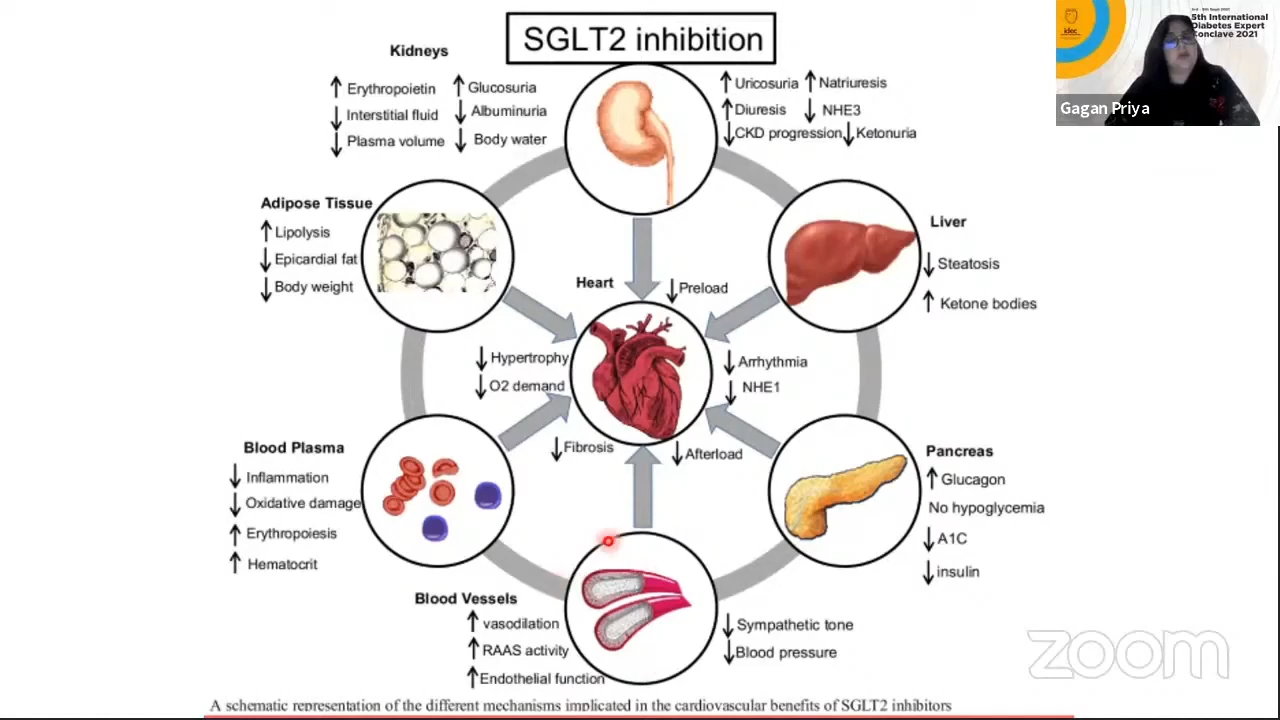 SGLT2 inhibition
Kidneys
↑ Erythropoietin ↑ Glucosuria
↓ Interstitial fluid ↓ Albuminuria
↓ Plasma volume ↓ Body water
↑ Uricosuria ↑ Natriuresis
↑ Diuresis ↓ NHE3
↓ CKD progression ↓ Ketonuria
Adipose Tissue
↑ Lipolysis
↓ Epicardial fat
↓ Body weight
Liver
↓ Steatosis
↑ Ketone bodies
Heart
↓ Preload
↓ Hypertrophy
↓ O2 demand
↓ Arrhythmia
↓ NHE1
↓ Fibrosis
↓ Afterload
Blood Plasma
↓ Inflammation
↓ Oxidative damage
↑ Erythropoiesis
↑ Hematocrit
Pancreas
↑ Glucagon
No hypoglycemia
↓ A1C
↓ insulin
Blood Vessels
↑ vasodilation
↑ RAAS activity
↑ Endothelial function
↓ Sympathetic tone
↓ Blood pressure
A schematic representation of the different mechanisms implicated in the cardiovascular benefits of SGLT2 inhibitors
5th International
Diabetes Expert
Conclave 2021
idec
Gagan Priya
zoom